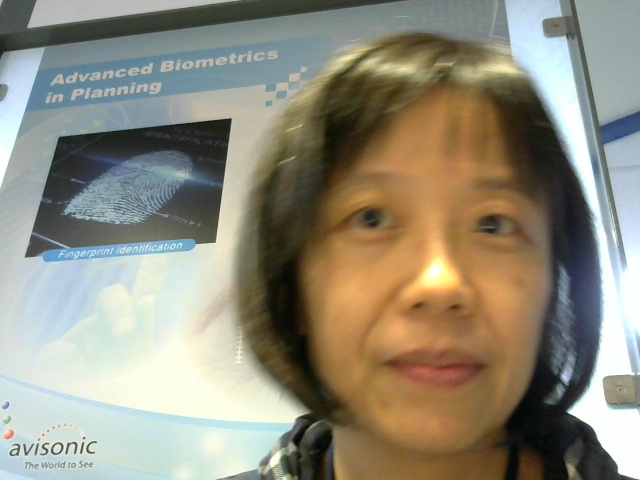 Advanced Biometrics
in Planning
Fingerprint identification
avisonic
The World to See